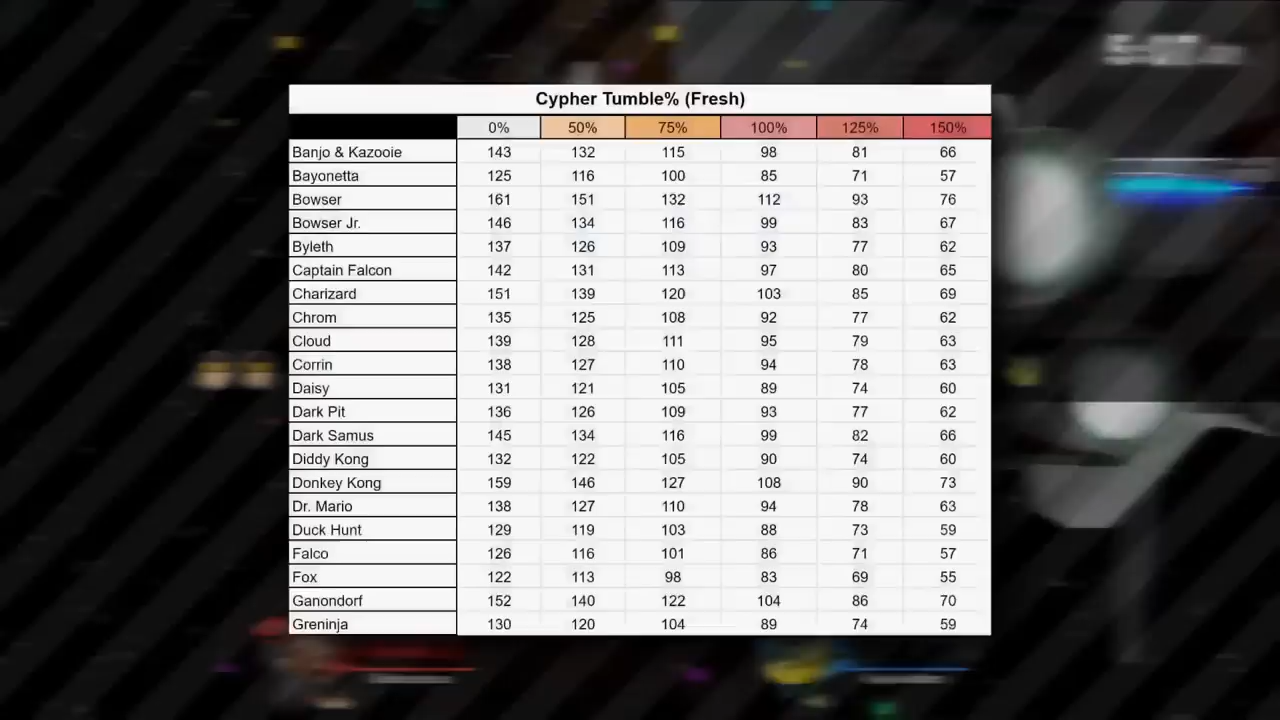 Cypher Tumble% (Fresh)
0% 50% 75% 100% 125% 150%
Banjo & Kazooie 143 132 115 98 81 66
Bayonetta 125 116 100 85 71 57
Bowser 161 151 132 112 93 76
Bowser Jr. 146 134 116 99 83 67
Byleth 137 126 109 93 77 62
Captain Falcon 142 131 113 97 80 65
Charizard 151 139 120 103 85 69
Chrom 135 125 108 92 77 62
Cloud 139 128 111 95 79 63
Corrin 138 127 110 94 78 63
Daisy 131 121 105 89 74 60
Dark Pit 136 126 109 93 77 62
Dark Samus 145 134 116 99 82 66
Diddy Kong 132 122 105 90 74 60
Donkey Kong 159 146 127 108 90 73
Dr. Mario 138 127 110 94 78 63
Duck Hunt 129 119 103 88 73 59
Falco 126 116 101 86 71 57
Fox 122 113 98 83 69 55
Ganondorf 152 140 122 104 86 70
Greninja 130 120 104 89 74 59